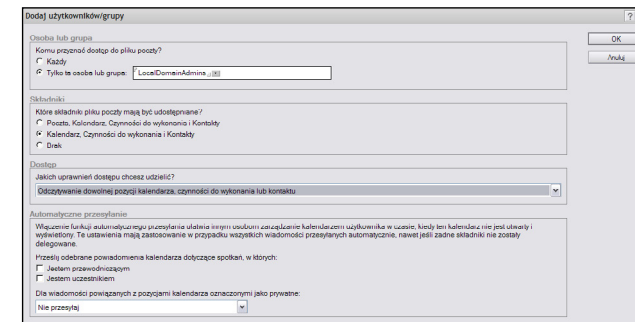 Dodaj użytkowników/grupy
?
OK
Anuluj
Osoba lub grupa
Komu przyznać dostęp do pliku poczty?
Każdy
Tylko ta osoba lub grupa: LocalDomainAdmins
Składniki
Które składniki pliku poczty mają być udostępniane?
Poczta, Kalendarz, Czynności do wykonania i Kontakty
Kalendarz, Czynności do wykonania i Kontakty
Brak
Dostęp
Jakich uprawnień dostępu chcesz udzielić?
Odczytywanie dowolnej pozycji kalendarza, czynności do wykonania lub kontaktu
Automatyczne przesyłanie
Włączenie funkcji automatycznego przesyłania ułatwia innym osobom zarządzanie kalendarzem użytkownika w czasie, kiedy ten kalendarz nie jest otwarty i
wyświetlony. Te ustawienia mają zastosowanie w przypadku wszystkich wiadomości przesyłanych automatycznie, nawet jeśli żadne składniki nie zostały
delegowane.
Prześlij odebrane powiadomienia kalendarza dotyczące spotkań, w których:
Jestem przewodniczącym
Jestem uczestnikiem
Dla wiadomości powiązanych z pozycjami kalendarza oznaczonymi jako prywatne:
Nie przesyłaj